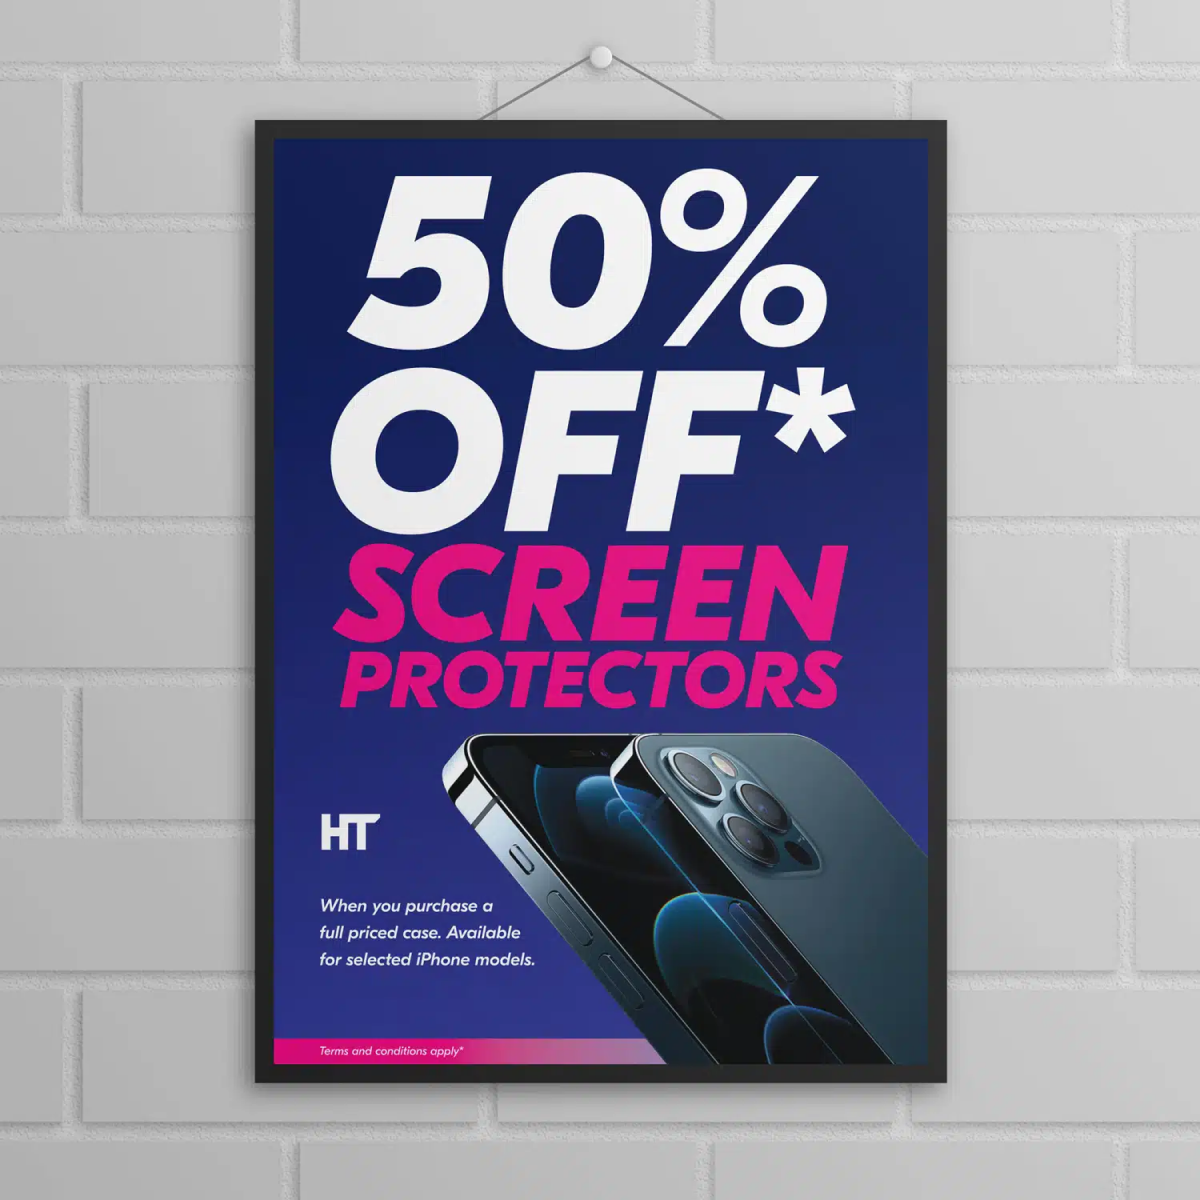 50%
OFF*
SCREEN
PROTECTORS
HT
When you purchase a
full priced case. Available
for selected iPhone models.
Terms and conditions apply*